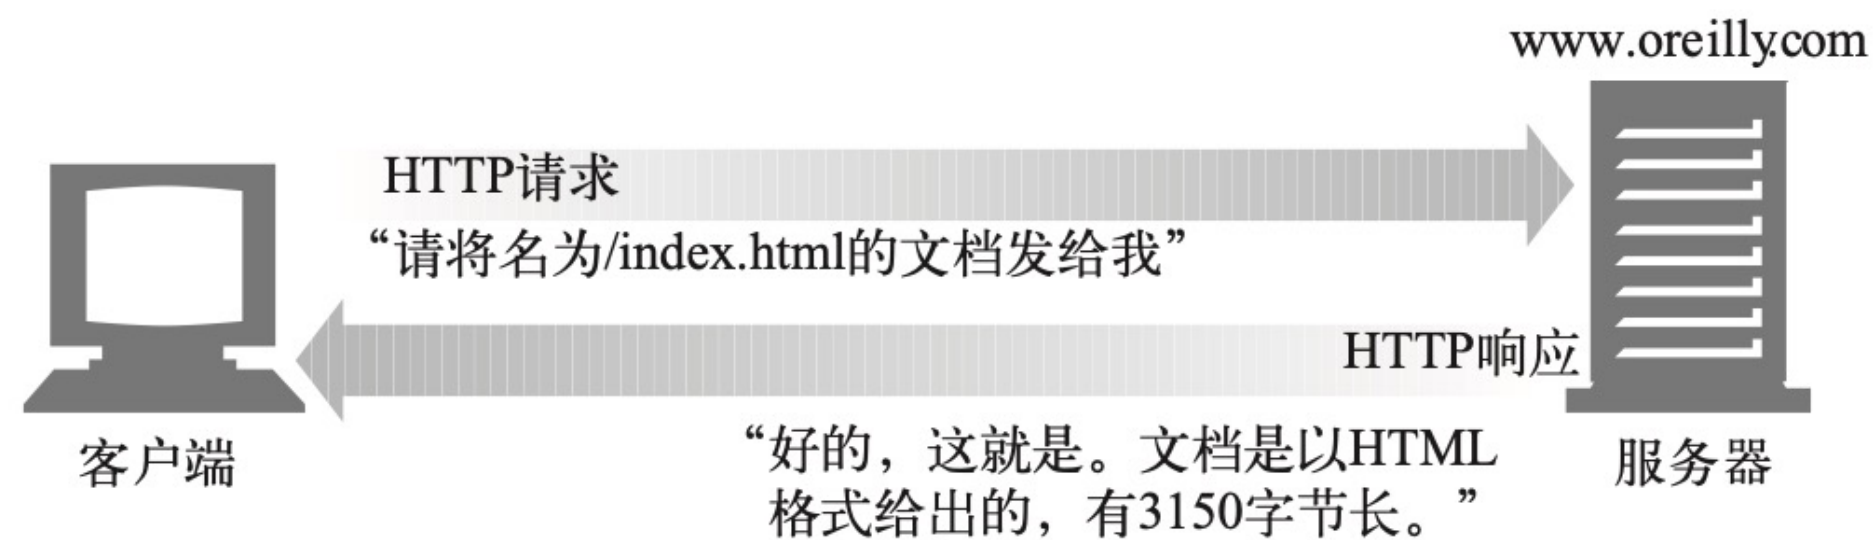 www.oreilly.com
HTTP请求
“请将名为/index.html的文档发给我”
HTTP响应
“好的，这就是。文档是以HTML
格式给出的，有3150字节长。”
客户端
服务器